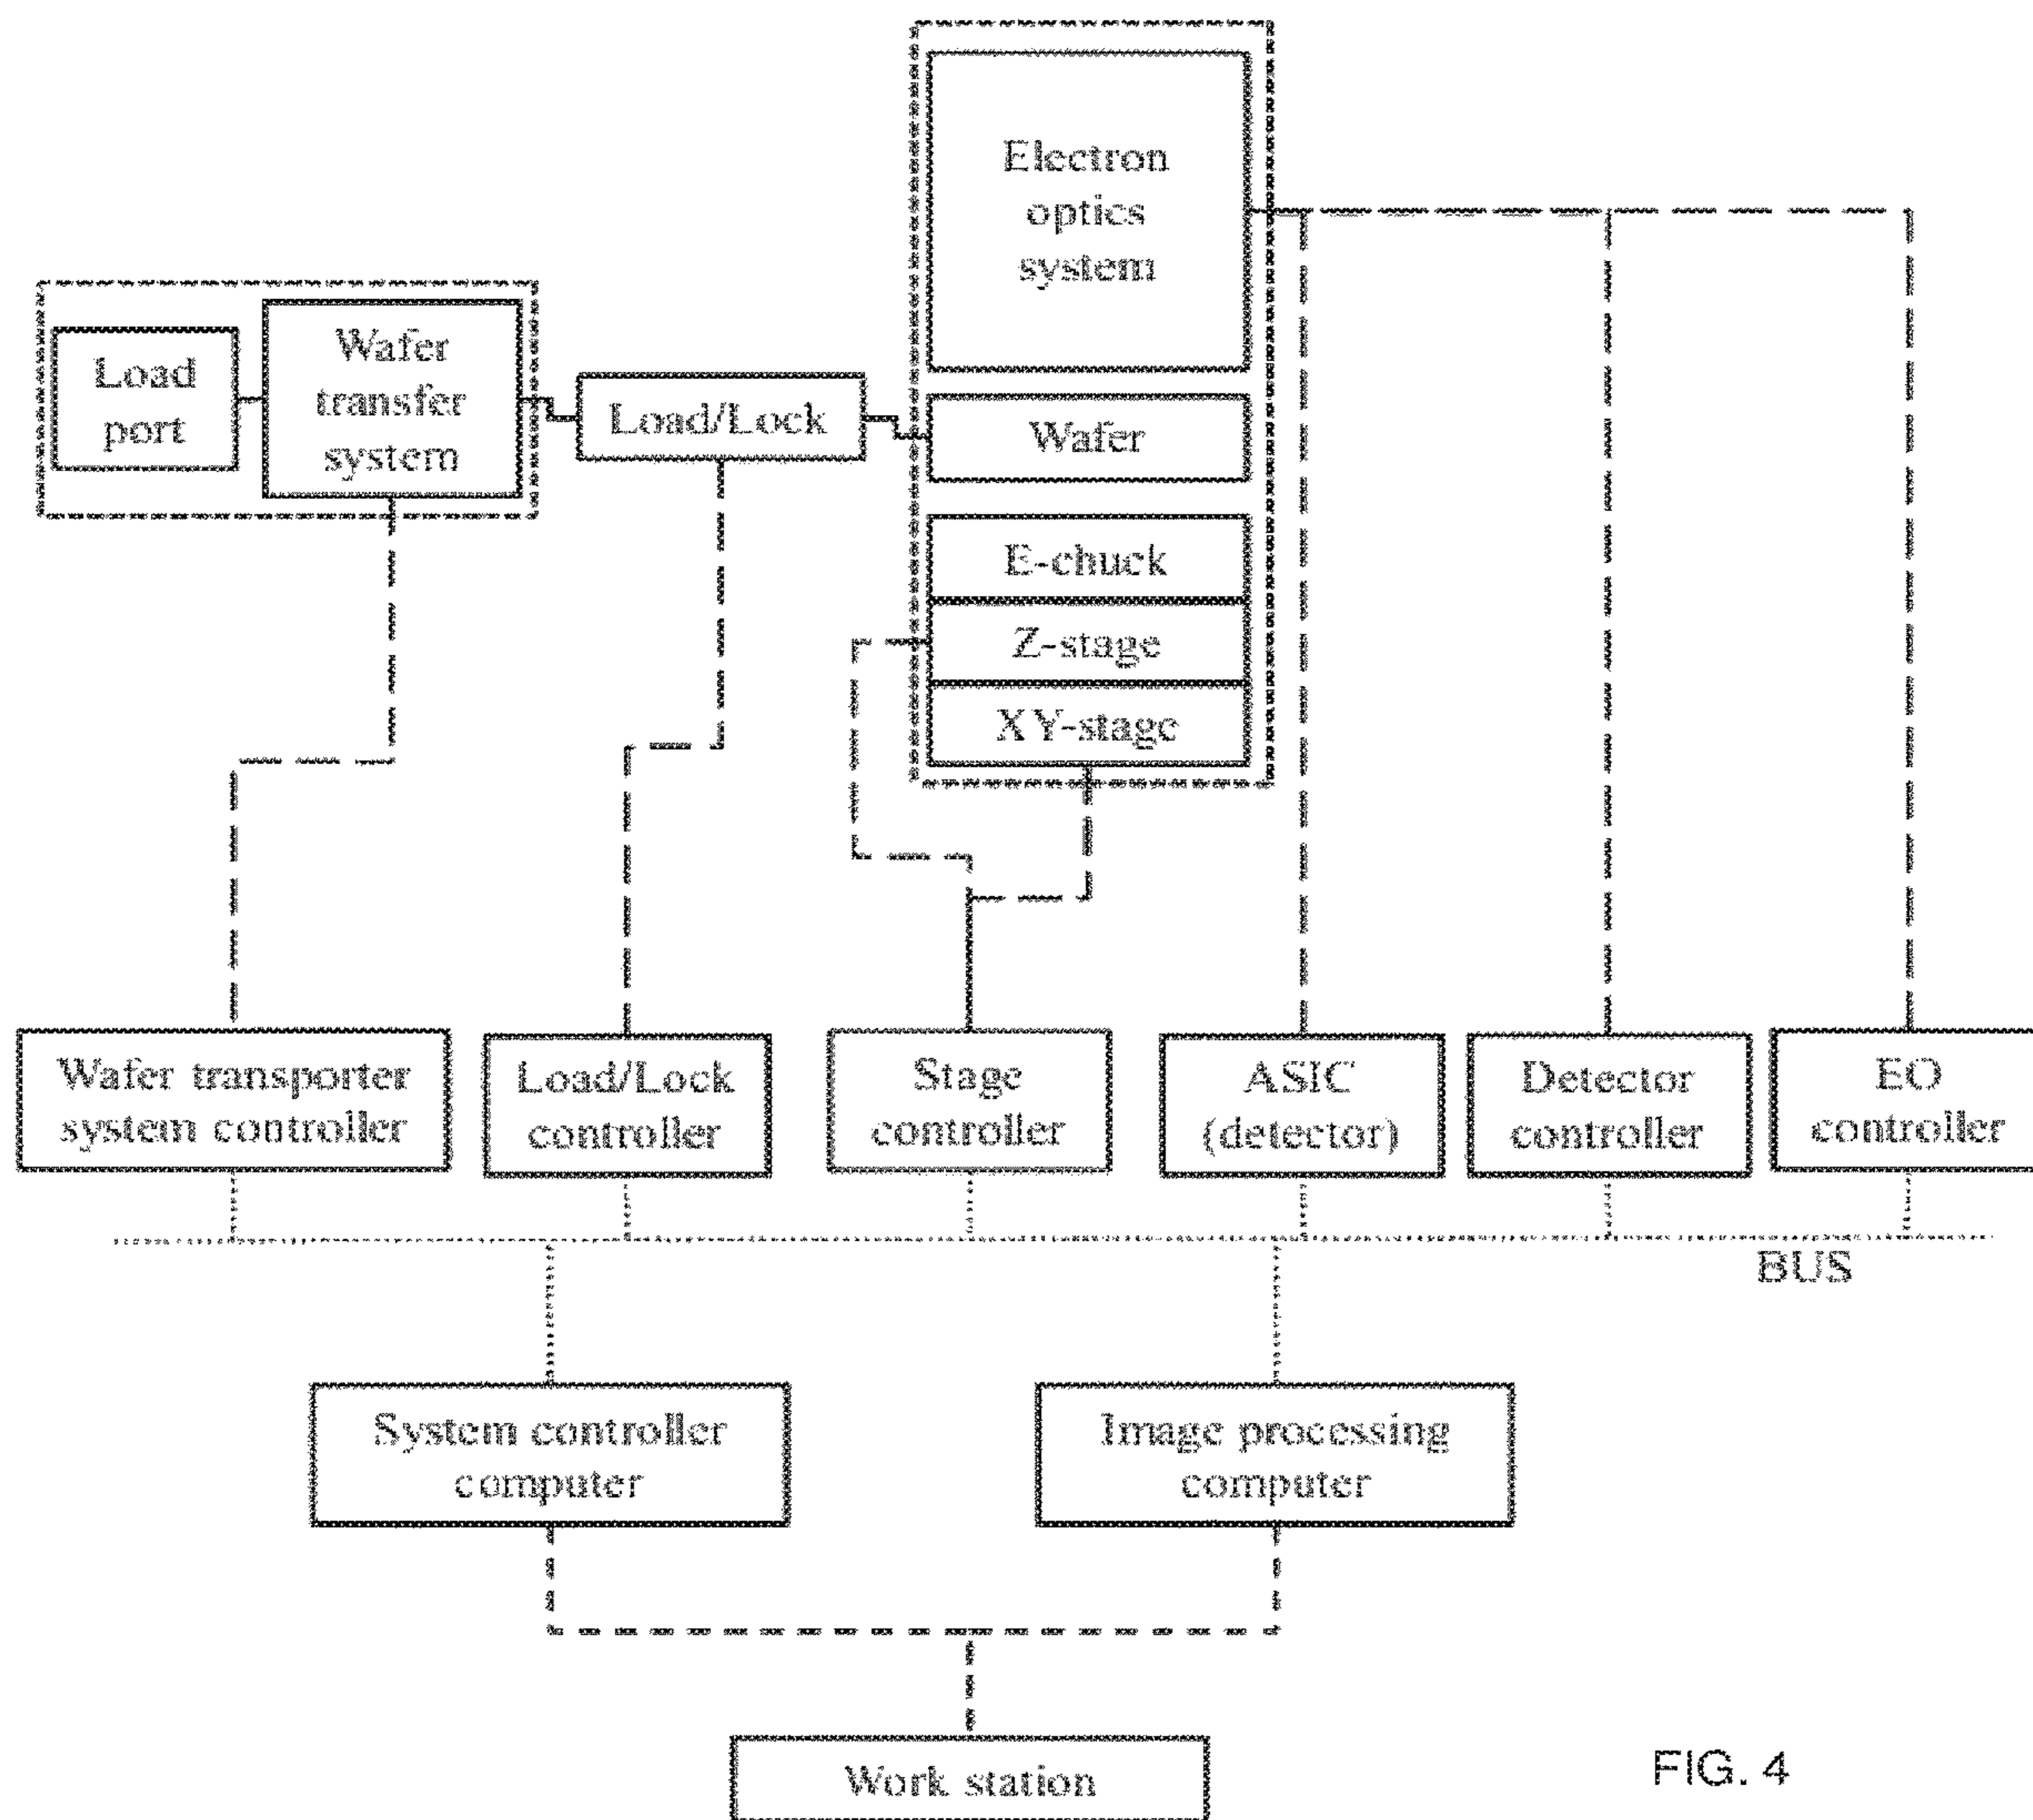 Electron
optics
system
Load
port
Wafer
transfer
system
Load/Lock
Wafer
E-chuck
Z-stage
XY-stage
Wafer transporter
system controller
Load/Lock
controller
Stage
controller
ASIC
(detector)
Detector
controller
EO
controller
BUS
System controller
computer
Image processing
computer
Work station
FIG. 4